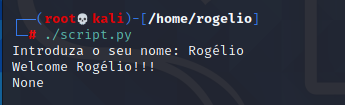 ┌──(root💀kali)-[/home/rogelio]
└─# ./script.py
Introduza o seu nome: Rogélio
Welcome Rogélio!!!
None